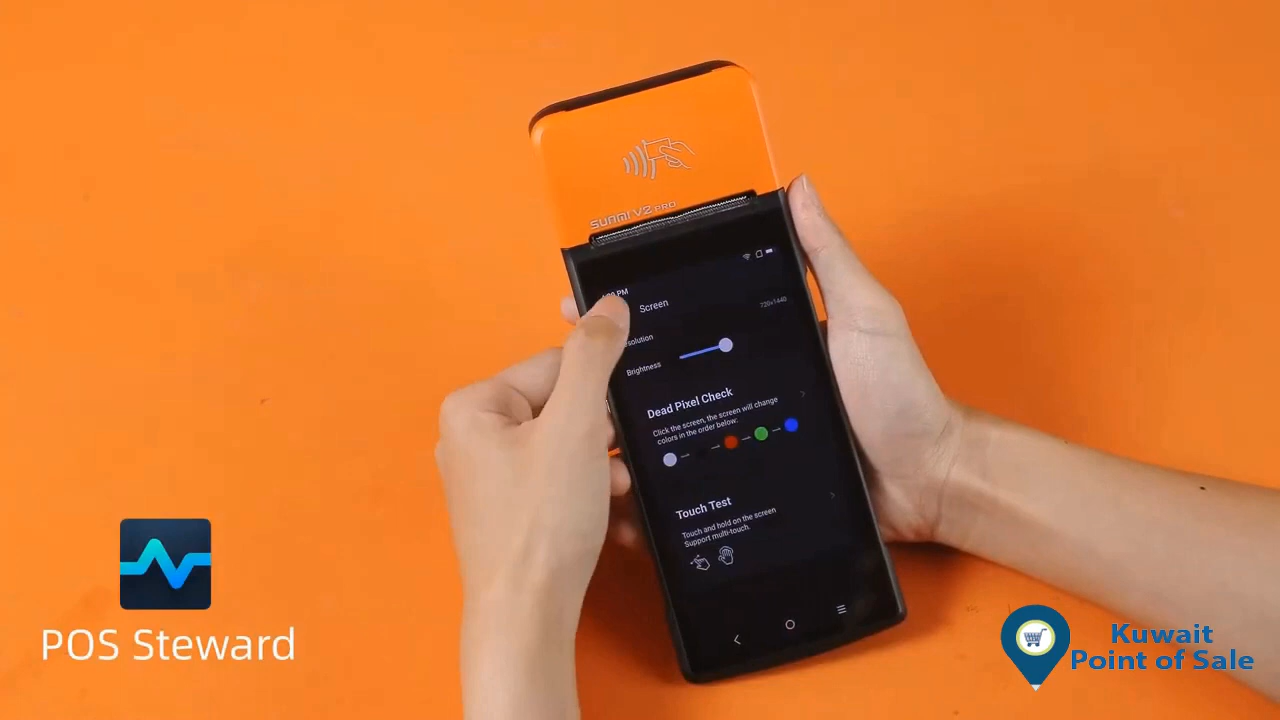 SUNMI V2 PRO
PM
Screen
720x1440
Brightness
Dead Pixel Check
Click the screen, the screen will change
colors in the order below:
Touch Test
Touch and hold on the screen
Support multi-touch.
POS Steward
Kuwait
Point of Sale